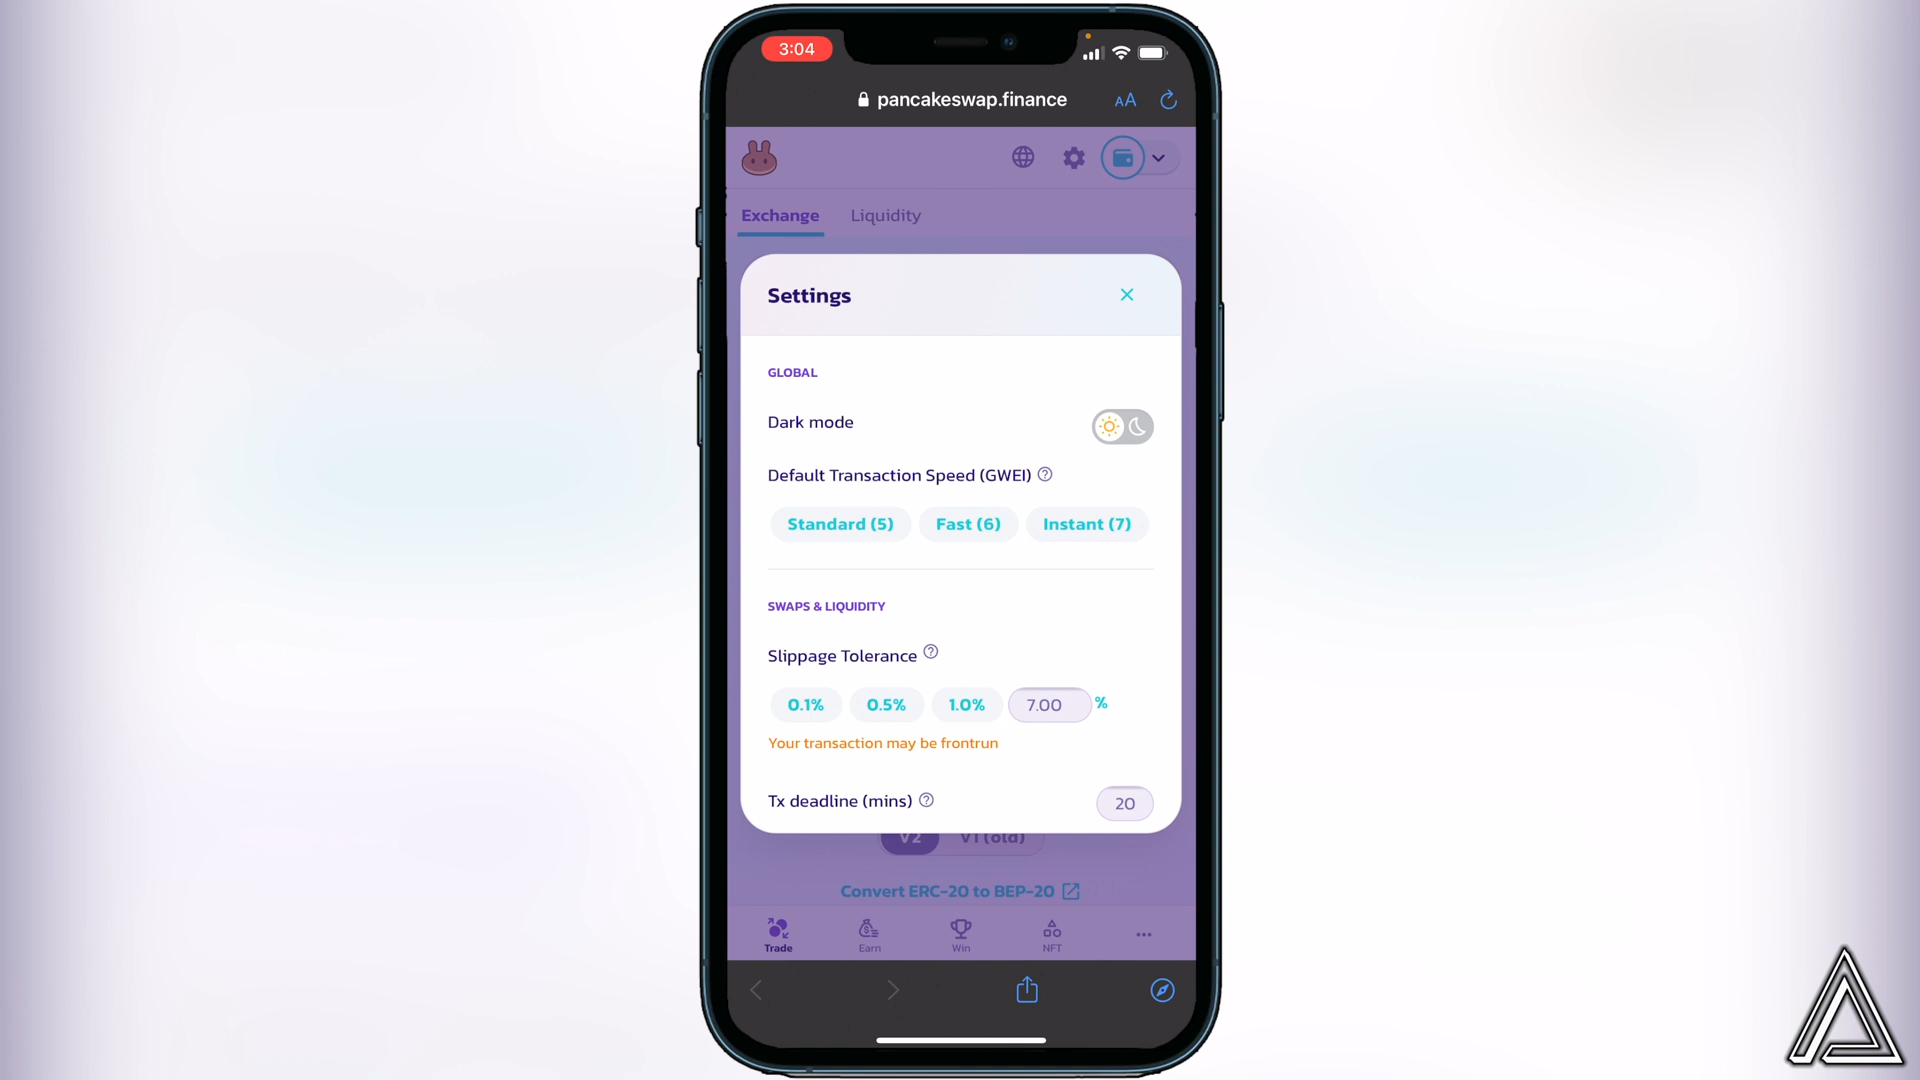 3:04
pancakeswap.finance
AA
Exchange Liquidity
Settings
GLOBAL
Dark mode
Default Transaction Speed (GWEI)
Standard (5) Fast (6) Instant (7)
SWAPS & LIQUIDITY
Slippage Tolerance
0.1% 0.5% 1.0% 7.00 %
Your transaction may be frontrun
Tx deadline (mins) 20
V2 V1 (old)
Convert ERC-20 to BEP-20
Trade Earn Win NFT